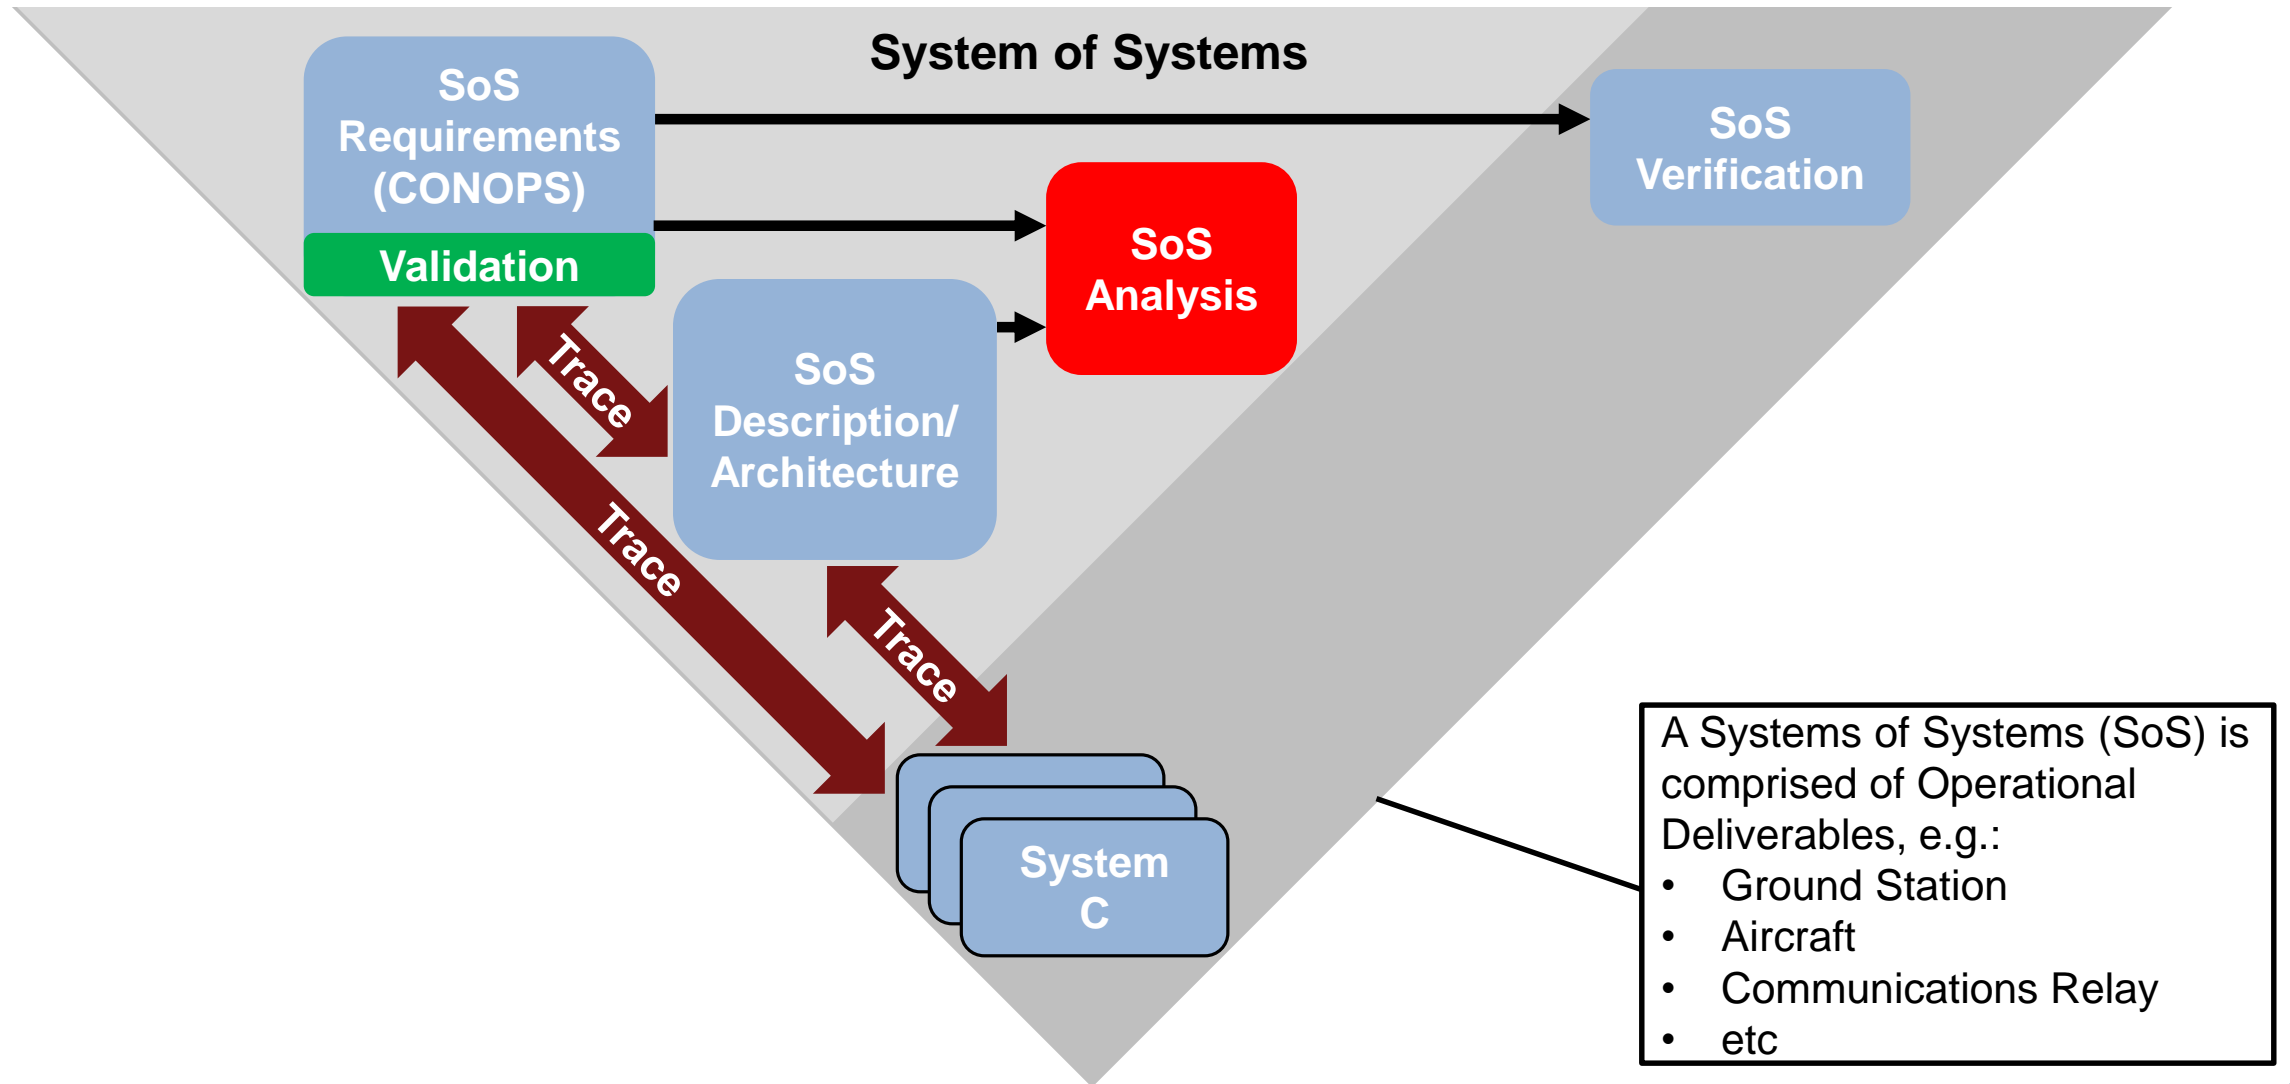 System of Systems
SoS
Requirements
(CONOPS)
Validation
SoS
Verification
SoS
Analysis
SoS
Description/
Architecture
Trace
Trace
Trace
System
C
A Systems of Systems (SoS) is
comprised of Operational
Deliverables, e.g.:
• Ground Station
• Aircraft
• Communications Relay
• etc